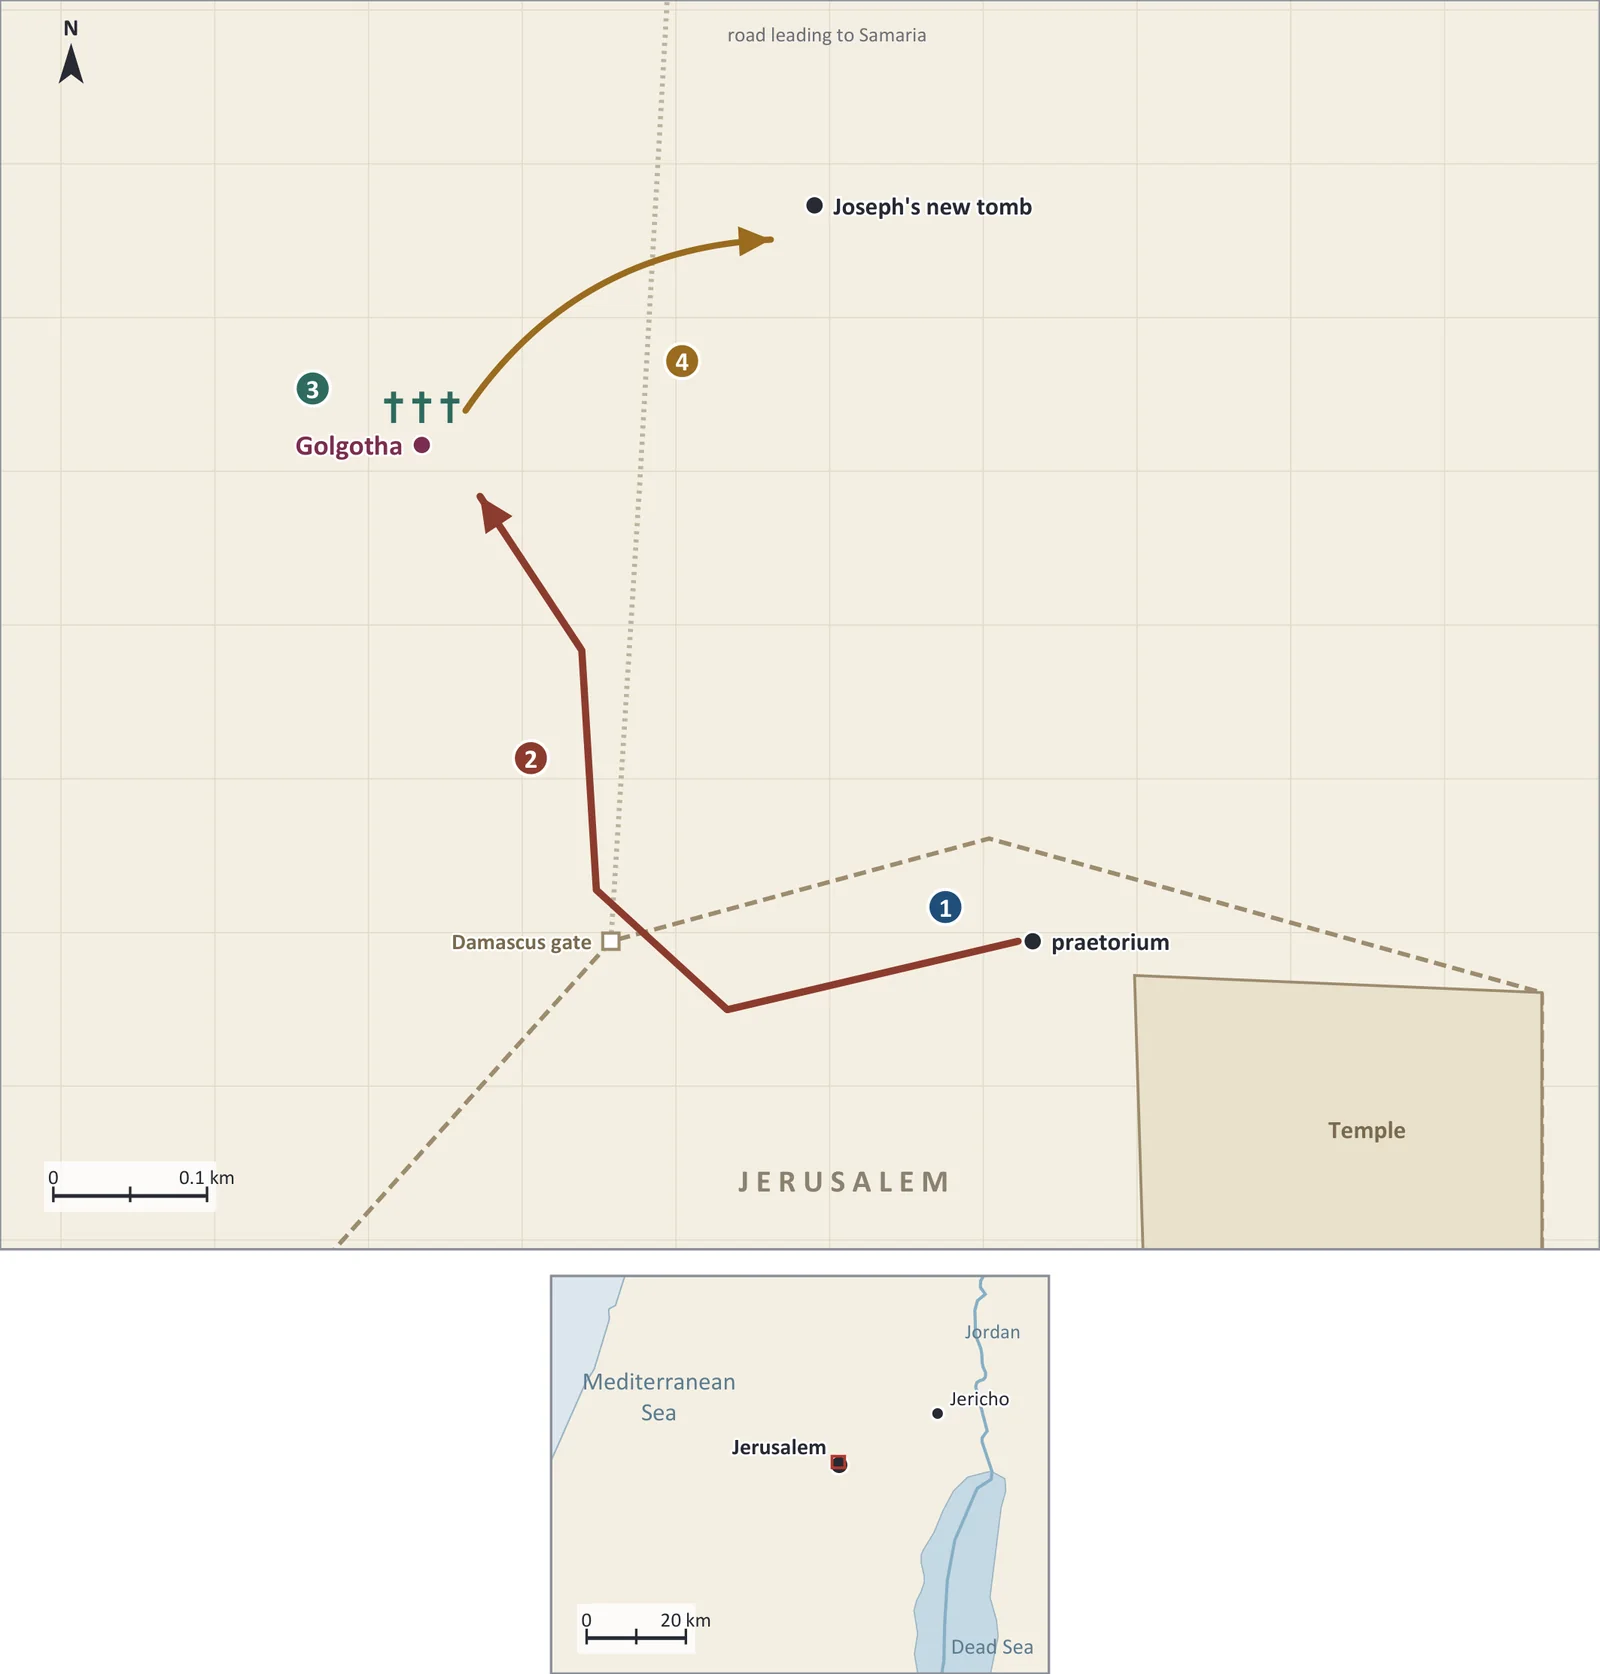 N
road leading to Samaria
Joseph's new tomb
4
3
Golgotha
2
1
Damascus gate
praetorium
Temple
0 0.1 km
JERUSALEM
Jordan
Mediterranean
Sea
Jericho
Jerusalem
0 20 km
Dead Sea